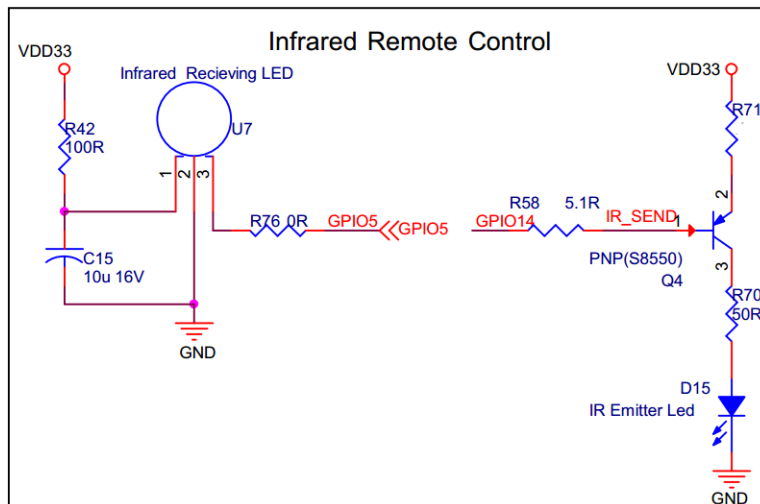 Infrared Remote Control
VDD33
Infrared Recieving LED
VDD33
R71
R42
100R
U7
1
2
3
2
R76 0R
GPIO5
GPIO5
GPIO14
R58
5.1R
IR_SEND
1
PNP(S8550)
Q4
3
C15
10u 16V
R70
50R
GND
D15
IR Emitter Led
GND